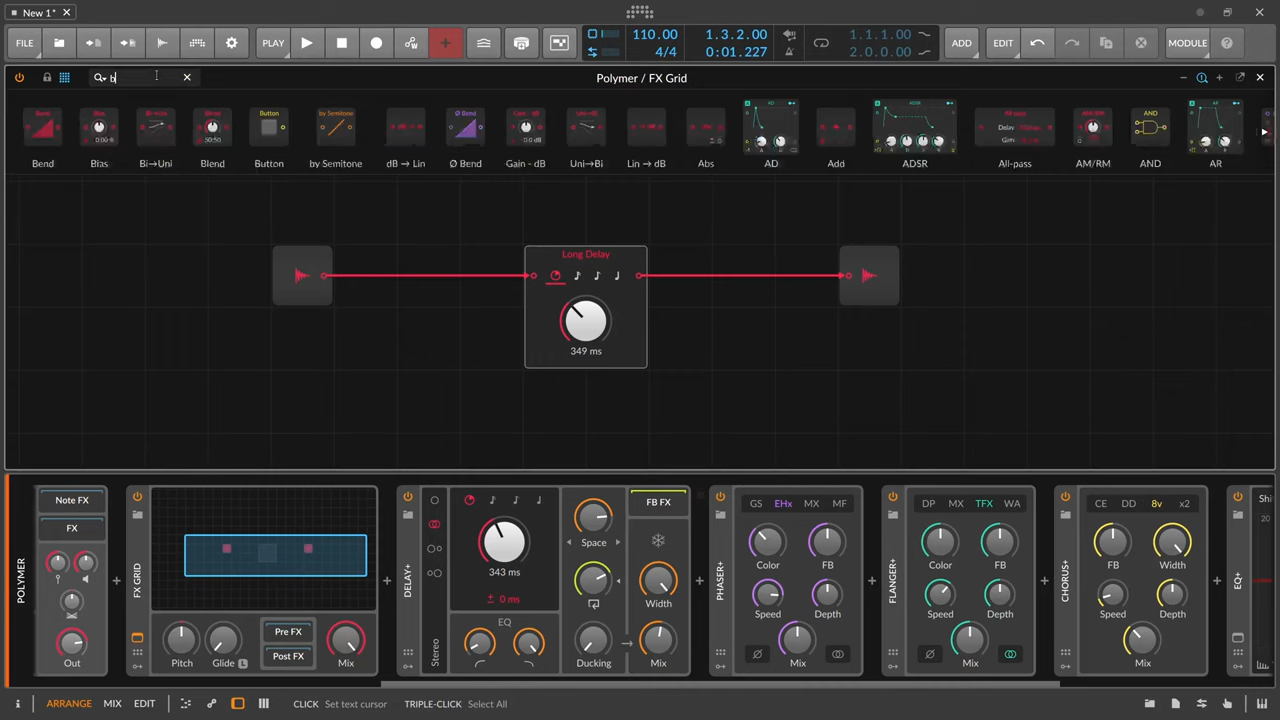 New 1*
FILE
PLAY
110.00
4/4
1.3.2.00
0:01.227
1.1.1.00
2.0.0.00
ADD
EDIT
MODULE
b
Polymer / FX Grid
Bend
Bias
Bi→Uni
Blend
Button
by Semitone
dB → Lin
Ø Bend
Gain - dB
Uni→Bi
Lin → dB
Abs
AD
Add
ADSR
All-pass
AM/RM
AND
AR
Long Delay
349 ms
POLYMER
Note FX
FX
Out
FX GRID
Pitch
Glide
L
Pre FX
Post FX
Mix
DELAY+
Stereo
343 ms
± 0 ms
EQ
Space
Ducking
FB FX
Width
Mix
PHASER+
GS EHx MX MF
Color
FB
Speed
Depth
Mix
FLANGER+
DP MX TFX WA
Color
FB
Speed
Depth
Mix
CHORUS+
CE DD 8v x2
FB
Width
Speed
Depth
Mix
EQ+
ARRANGE
MIX
EDIT
CLICK Set text cursor
TRIPLE-CLICK Select All